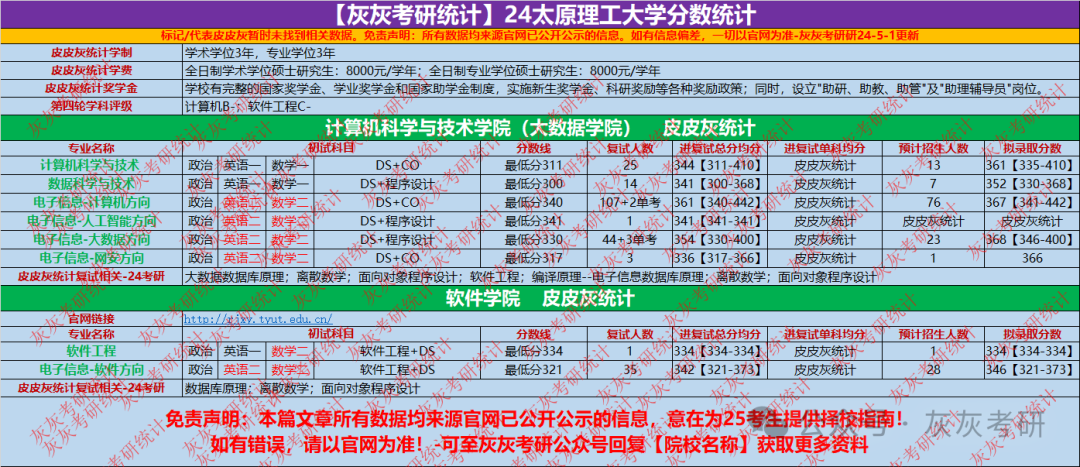 【灰灰考研统计】24太原理工大学分数统计
标记/代表皮皮灰暂时未找到相关数据。免责声明：所有数据均来源官网已公开公示的信息。如有信息偏差，一切以官网为准-灰灰考研研24-5-1更新
皮皮灰统计学制 学术学位3年，专业学位3年
皮皮灰统计学费 全日制学术学位硕士研究生：8000元/学年；全日制专业学位硕士研究生：8000元/学年
皮皮灰统计奖学金 学校有完整的国家奖学金、学业奖学金和国家助学金制度，实施新生奖学金、科研奖励等各种奖励政策；同时，设立"助研、助教、助管"及"助理辅导员"岗位。
第四轮学科评级 计算机B-；软件工程C-
计算机科学与技术学院（大数据学院） 皮皮灰统计
专业名称 初试科目 分数线 复试人数 进复试总分均分 进复试单科均分 预计招生人数 拟录取分数
计算机科学与技术 政治 英语一 数学一 DS+CO 最低分311 25 344【311-410】 皮皮灰统计 13 361【335-410】
数据科学与技术 政治 英语一 数学一 DS+程序设计 最低分300 14 341【300-368】 皮皮灰统计 7 352【330-368】
电子信息-计算机方向 政治 英语二 数学二 DS+CO 最低分340 107+2单考 361【340-442】 皮皮灰统计 76 367【341-442】
电子信息-人工智能方向 政治 英语二 数学二 DS+程序设计 最低分341 1 341【341-341】 皮皮灰统计 皮皮灰统计 皮皮灰统计
电子信息-大数据方向 政治 英语二 数学二 DS+程序设计 最低分330 44+3单考 354【330-400】 皮皮灰统计 23 368【346-400】
电子信息-网安方向 政治 英语二 数学二 DS+CO 最低分317 3 336【317-366】 皮皮灰统计 1 366
皮皮灰统计复试相关-24考研 大数据数据库原理；离散数学；面向对象程序设计；软件工程；编译原理--电子信息数据库原理；离散数学；面向对象程序设计
软件学院 皮皮灰统计
官网链接 http://rjxy.tyut.edu.cn/
专业名称 初试科目 分数线 复试人数 进复试总分均分 进复试单科均分 预计招生人数 拟录取分数
软件工程 政治 英语一 数学二 软件工程+DS 最低分334 1 334【334-334】 皮皮灰统计 1 334【334-334】
电子信息-软件方向 政治 英语二 数学二 软件工程+DS 最低分321 35 342【321-373】 皮皮灰统计 28 346【321-373】
皮皮灰统计复试相关-24考研 数据库原理；离散数学；面向对象程序设计
免责声明：本篇文章所有数据均来源官网已公开公示的信息，意在为25考生提供择校指南！
如有错误，请以官网为准！-可至灰灰考研公众号回复【院校名称】获取更多资料
公众号·灰灰考研